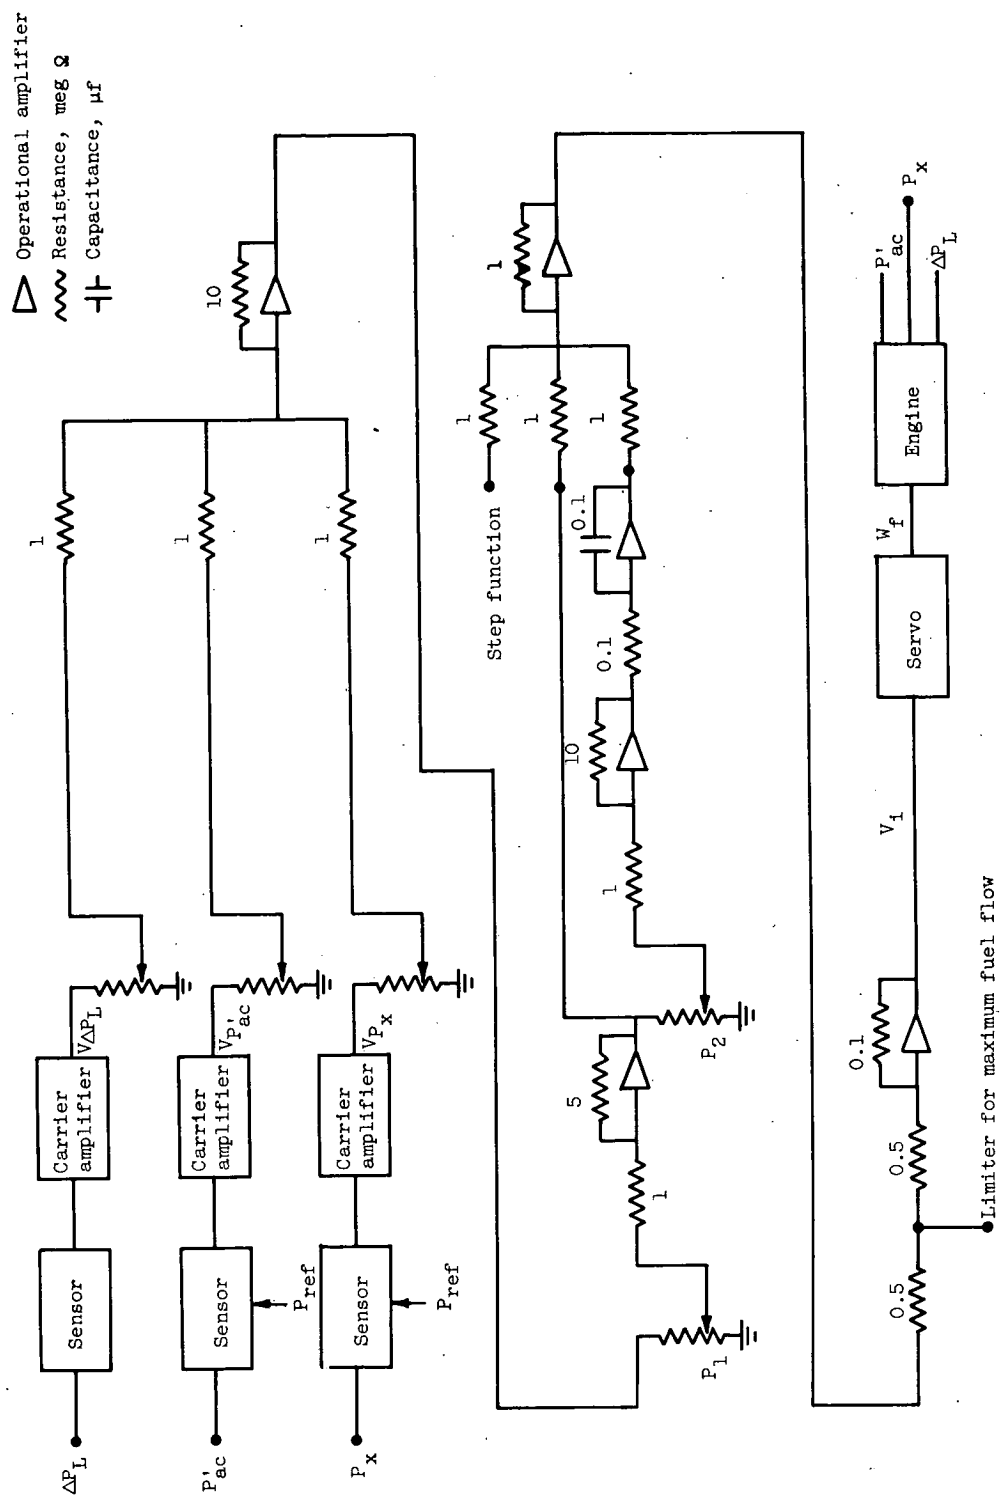 Operational amplifier
Resistance, meg Ω
Capacitance, μf
ΔP_L
Sensor
Carrier
amplifier
VΔP_L
1
P'_ac
Sensor
P_ref
Carrier
amplifier
V_P'_ac
1
10
P_x
Sensor
P_ref
Carrier
amplifier
V_P_x
1
P_1
1
5
P_2
1
10
0.1
0.1
Step function
1
1
1
1
0.5
0.5
Limiter for maximum fuel flow
0.1
V_i
Servo
W_f
Engine
P'_ac
P_x
ΔP_L